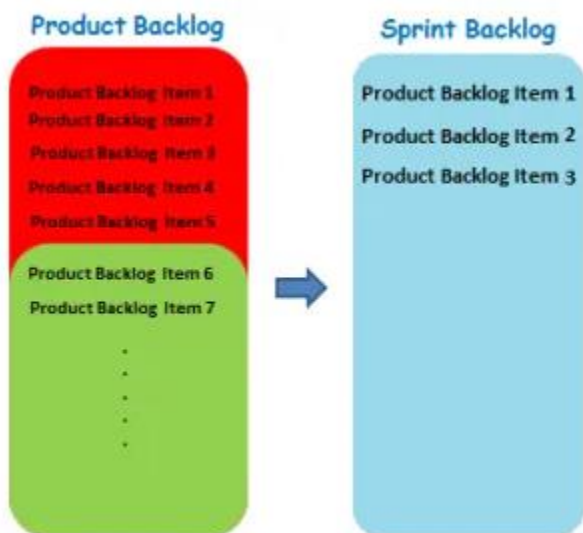 Product Backlog
Product Backlog Item 1
Product Backlog Item 2
Product Backlog Item 3
Product Backlog Item 4
Product Backlog Item 5
Product Backlog Item 6
Product Backlog Item 7
.
.
.
.
.
Sprint Backlog
Product Backlog Item 1
Product Backlog Item 2
Product Backlog Item 3